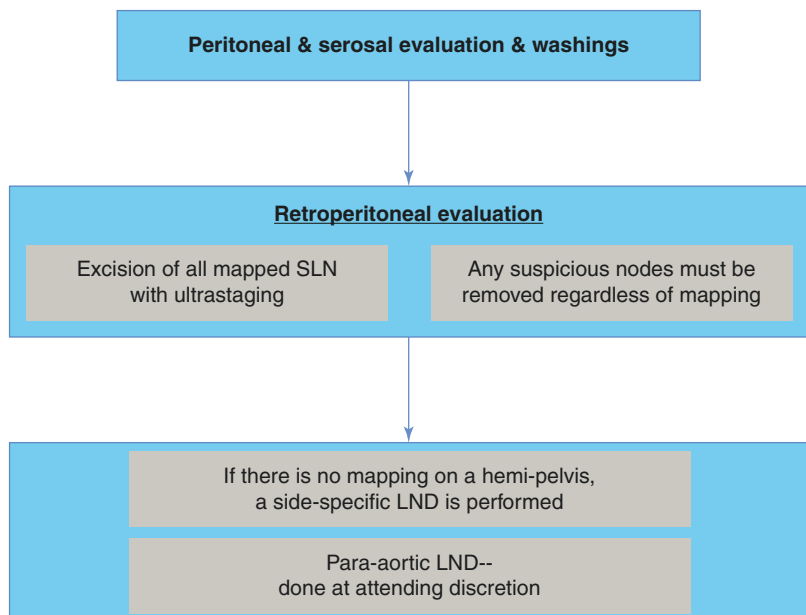 Peritoneal & serosal evaluation & washings
Retroperitoneal evaluation
Excision of all mapped SLN
with ultrastaging
Any suspicious nodes must be
removed regardless of mapping
If there is no mapping on a hemi-pelvis,
a side-specific LND is performed
Para-aortic LND--
done at attending discretion